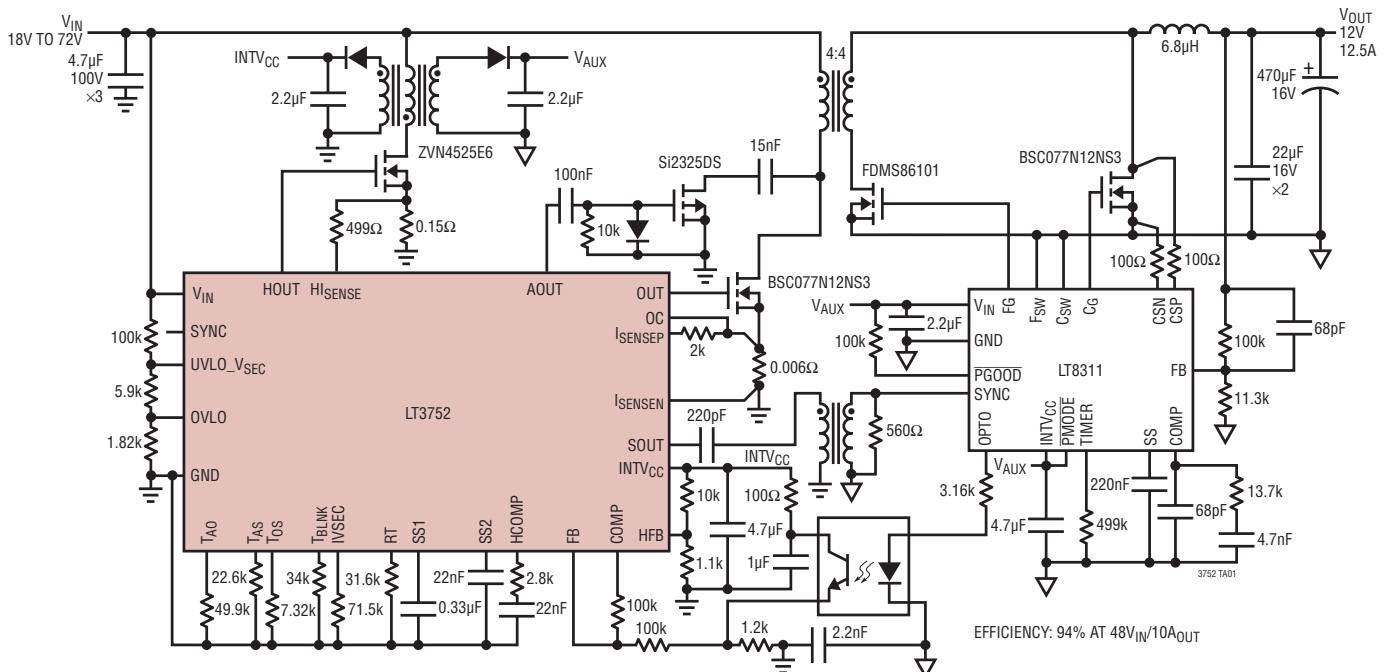 VIN
18V TO 72V
4.7µF
100V
×3
INTVCC
2.2µF
VAUX
2.2µF
ZVN4525E6
499Ω
0.15Ω
100nF
10k
Si2325DS
15nF
4:4
FDMS86101
BSC077N12NS3
6.8µH
VOUT
12V
12.5A
+
470µF
16V
22µF
16V
×2
100Ω
100Ω
VIN
HOUT
HISENSE
AOUT
OUT
BSC077N12NS3
OC
ISENSEP
2k
0.006Ω
ISENSEN
SYNC
100k
UVLO_VSEC
5.9k
OVLO
1.82k
GND
LT3752
SOUT
220pF
INTVCC
INTVCC
560Ω
10k
4.7µF
100Ω
HFB
1.1k
1µF
TAO
TAS
TOS
TBLNK
IVSEC
RT
SS1
SS2
HCOMP
FB
COMP
22.6k
49.9k
7.32k
34k
71.5k
31.6k
0.33µF
22nF
2.8k
22nF
100k
100k
1.2k
2.2nF
VAUX
2.2µF
100k
VIN
FG
FSW
CSW
CG
CSN
CSP
GND
PGOOD
LT8311
SYNC
FB
100k
68pF
11.3k
OPTO
INTVCC
PMODE
TIMER
SS
COMP
VAUX
3.16k
4.7µF
499k
220nF
68pF
13.7k
4.7nF
3752 TA01
EFFICIENCY: 94% AT 48VIN/10AOUT